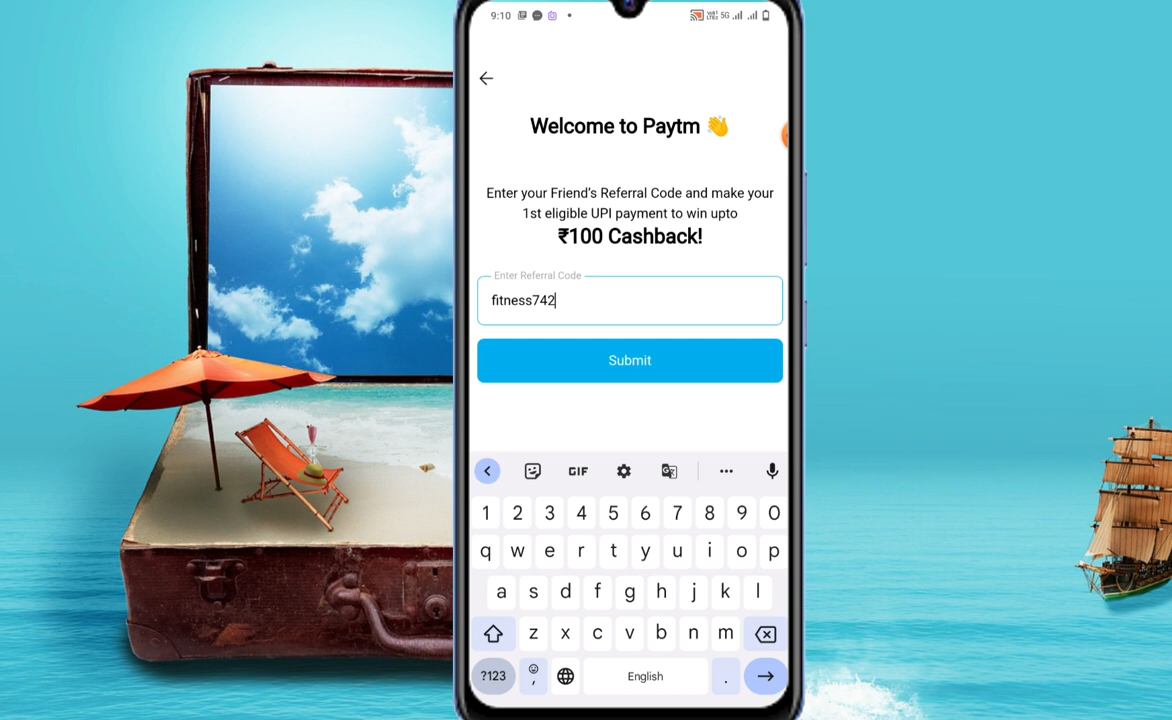 9:10
5G
Welcome to Paytm 👋
Enter your Friend's Referral Code and make your
1st eligible UPI payment to win upto
₹100 Cashback!
Enter Referral Code
fitness742
Submit
GIF
1 2 3 4 5 6 7 8 9 0
q w e r t y u i o p
a s d f g h j k l
z x c v b n m
?123 , English .